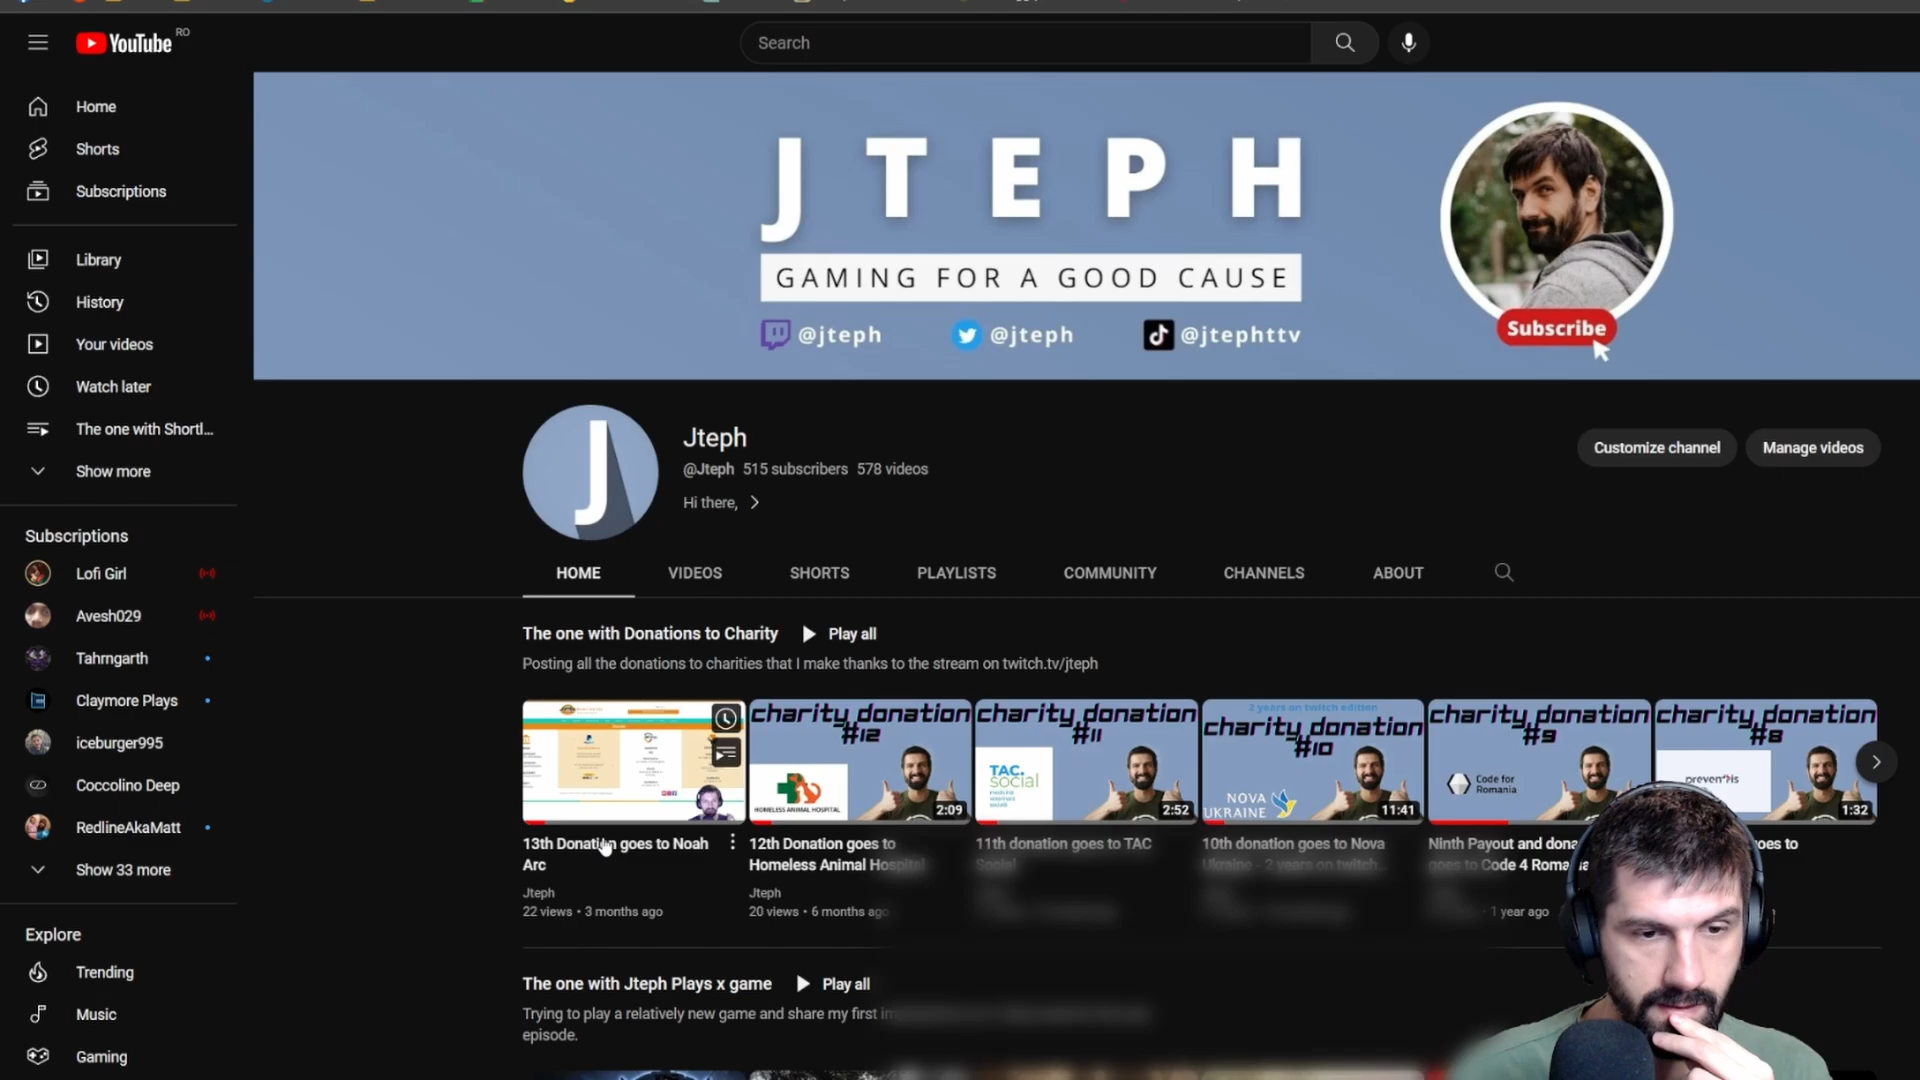 YouTube RO
Search
Home
Shorts
Subscriptions
Library
History
Your videos
Watch later
The one with Shortl...
Show more
Subscriptions
Lofi Girl
Avesh029
Tahrngarth
Claymore Plays
iceburger995
Coccolino Deep
RedlineAkaMatt
Show 33 more
Explore
Trending
Music
Gaming
JTEPH
GAMING FOR A GOOD CAUSE
@jteph @jteph @jtephttv
Subscribe
J
Jteph
@Jteph 515 subscribers 578 videos
Hi there,
Customize channel Manage videos
HOME VIDEOS SHORTS PLAYLISTS COMMUNITY CHANNELS ABOUT
The one with Donations to Charity Play all
Posting all the donations to charities that I make thanks to the stream on twitch.tv/jteph
13th Donation goes to Noah
Arc
Jteph
22 views • 3 months ago
charity donation
#12
HOMELESS ANIMAL HOSPITAL
2:09
12th Donation goes to
Homeless Animal Hospital
Jteph
20 views • 6 months ago
charity donation
#11
TAC.
social
2:52
11th donation goes to TAC
Social
2 years on twitch edition
charity donation
#10
NOVA
UKRAINE
11:41
10th donation goes to Nova
Ukraine - 2 years on twitch...
charity donation
#9
Code for
Romania
Ninth Payout and dona
goes to Code 4 Roma
1 year ago
charity donation
#8
1:32
oes to
The one with Jteph Plays x game Play all
Trying to play a relatively new game and share my first
episode.